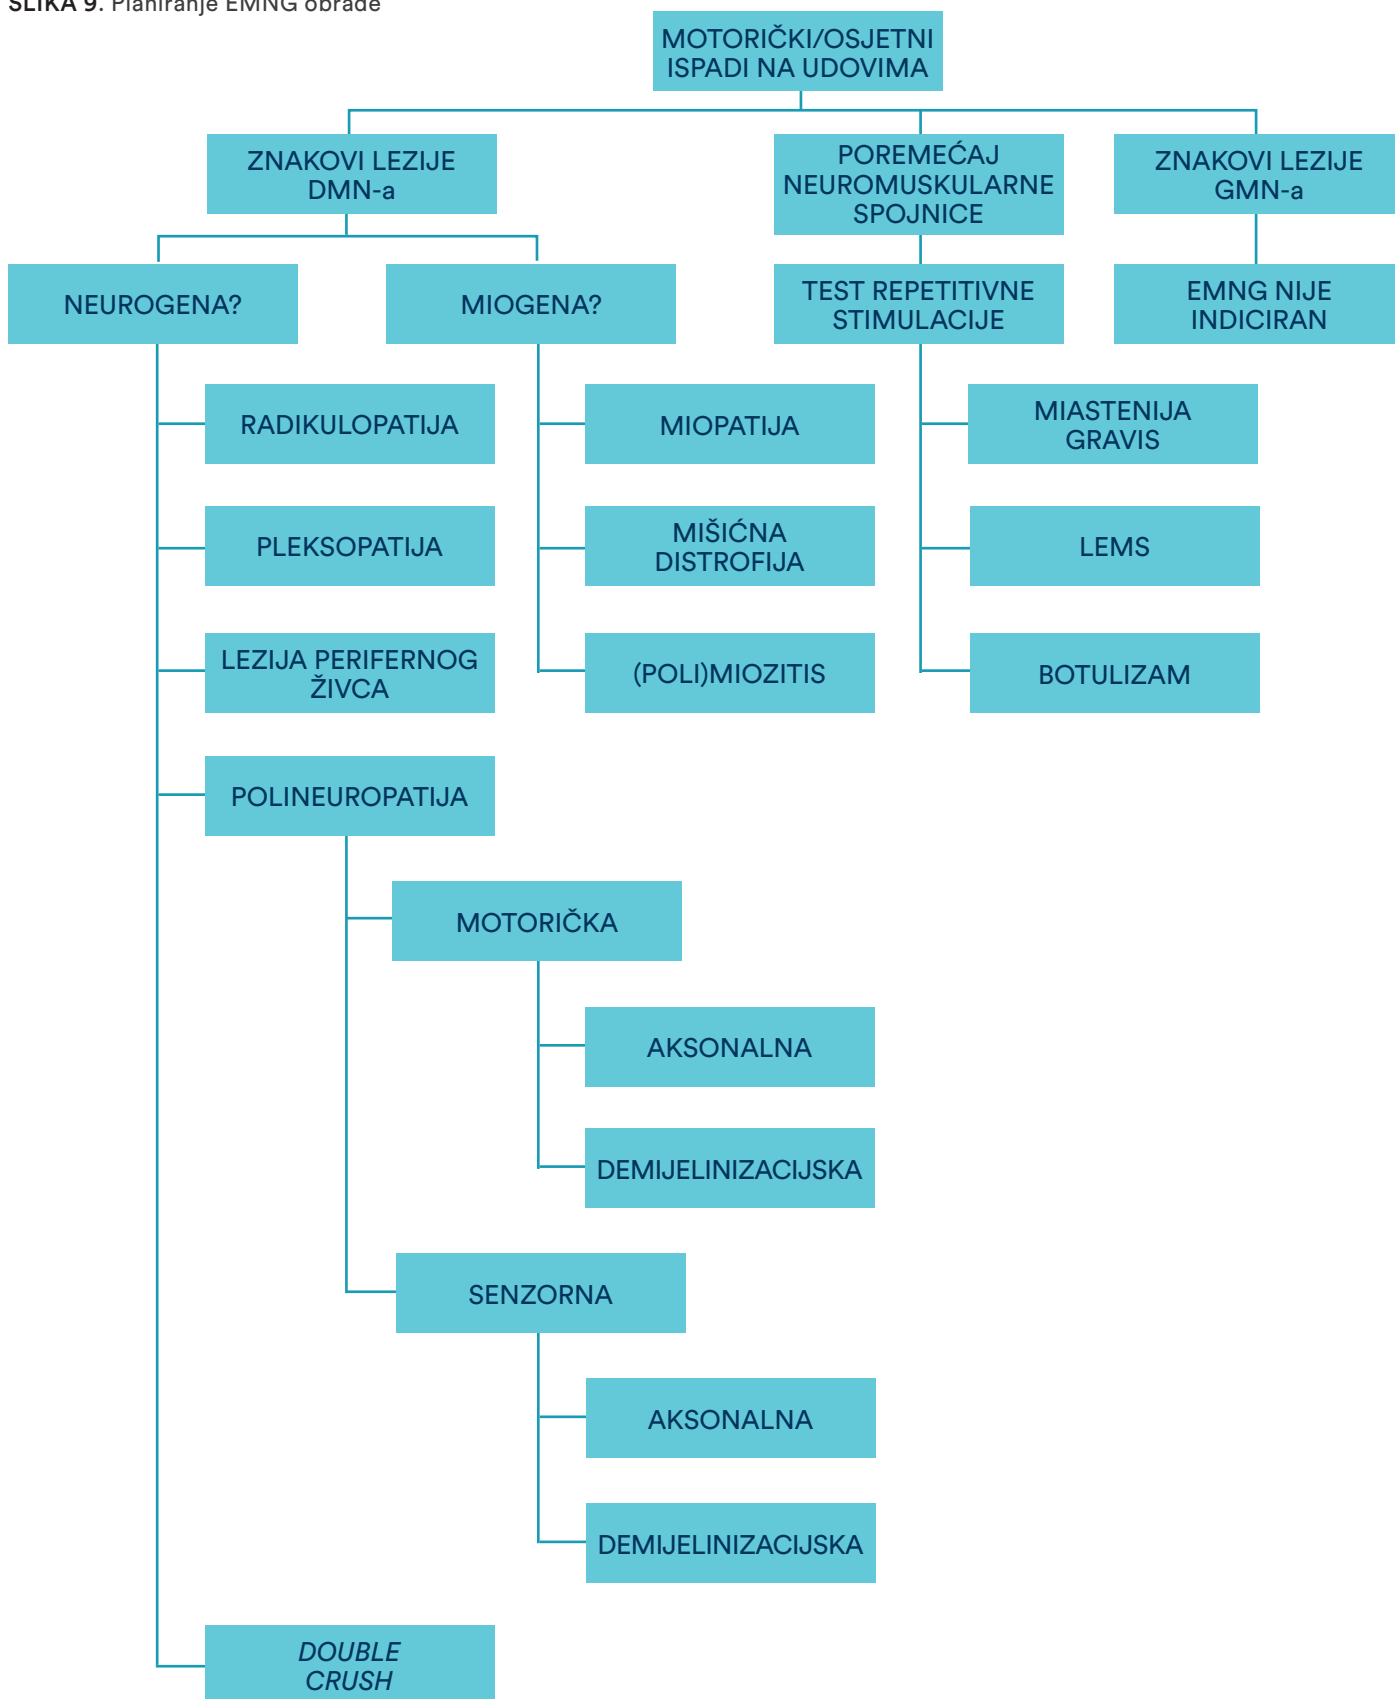 SLIKA 9. Planiranje EMNG obrade
MOTORIČKI/OSJETNI
ISPADI NA UDOVIMA
ZNAKOVI LEZIJE
DMN-a
POREMEĆAJ
NEUROMUSKULARNE
SPOJNICE
ZNAKOVI LEZIJE
GMN-a
NEUROGENA?
MIOGENA?
TEST REPETITIVNE
STIMULACIJE
EMNG NIJE
INDICIRAN
RADIKULOPATIJA
MIOPATIJA
MIASTENIJA
GRAVIS
PLEKSOPATIJA
MIŠIĆNA
DISTROFIJA
LEMS
LEZIJA PERIFERNOG
ŽIVCA
(POLI)MIOZITIS
BOTULIZAM
POLINEUROPATIJA
MOTORIČKA
AKSONALNA
DEMIJELINIZACIJSKA
SENZORNA
AKSONALNA
DEMIJELINIZACIJSKA
DOUBLE
CRUSH